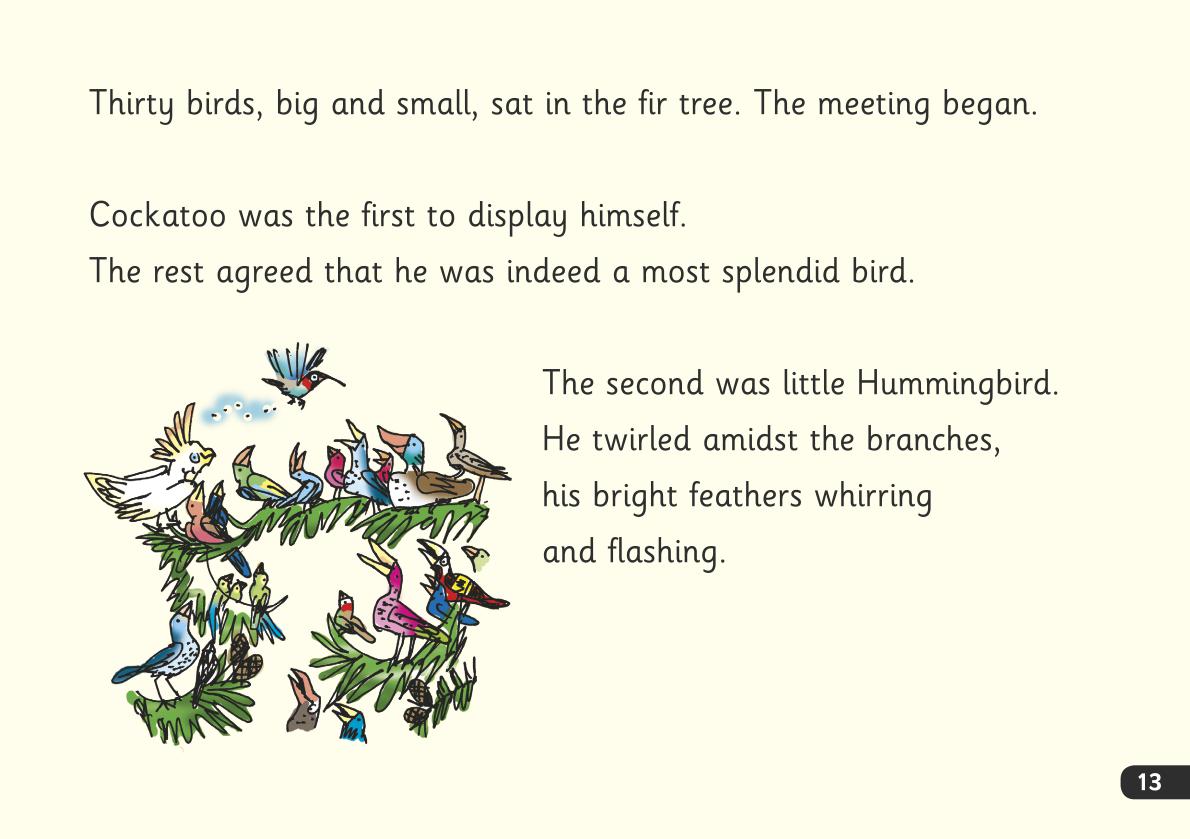 Thirty birds, big and small, sat in the fir tree. The meeting began.
Cockatoo was the first to display himself.
The rest agreed that he was indeed a most splendid bird.
The second was little Hummingbird.
He twirled amidst the branches,
his bright feathers whirring
and flashing.
13